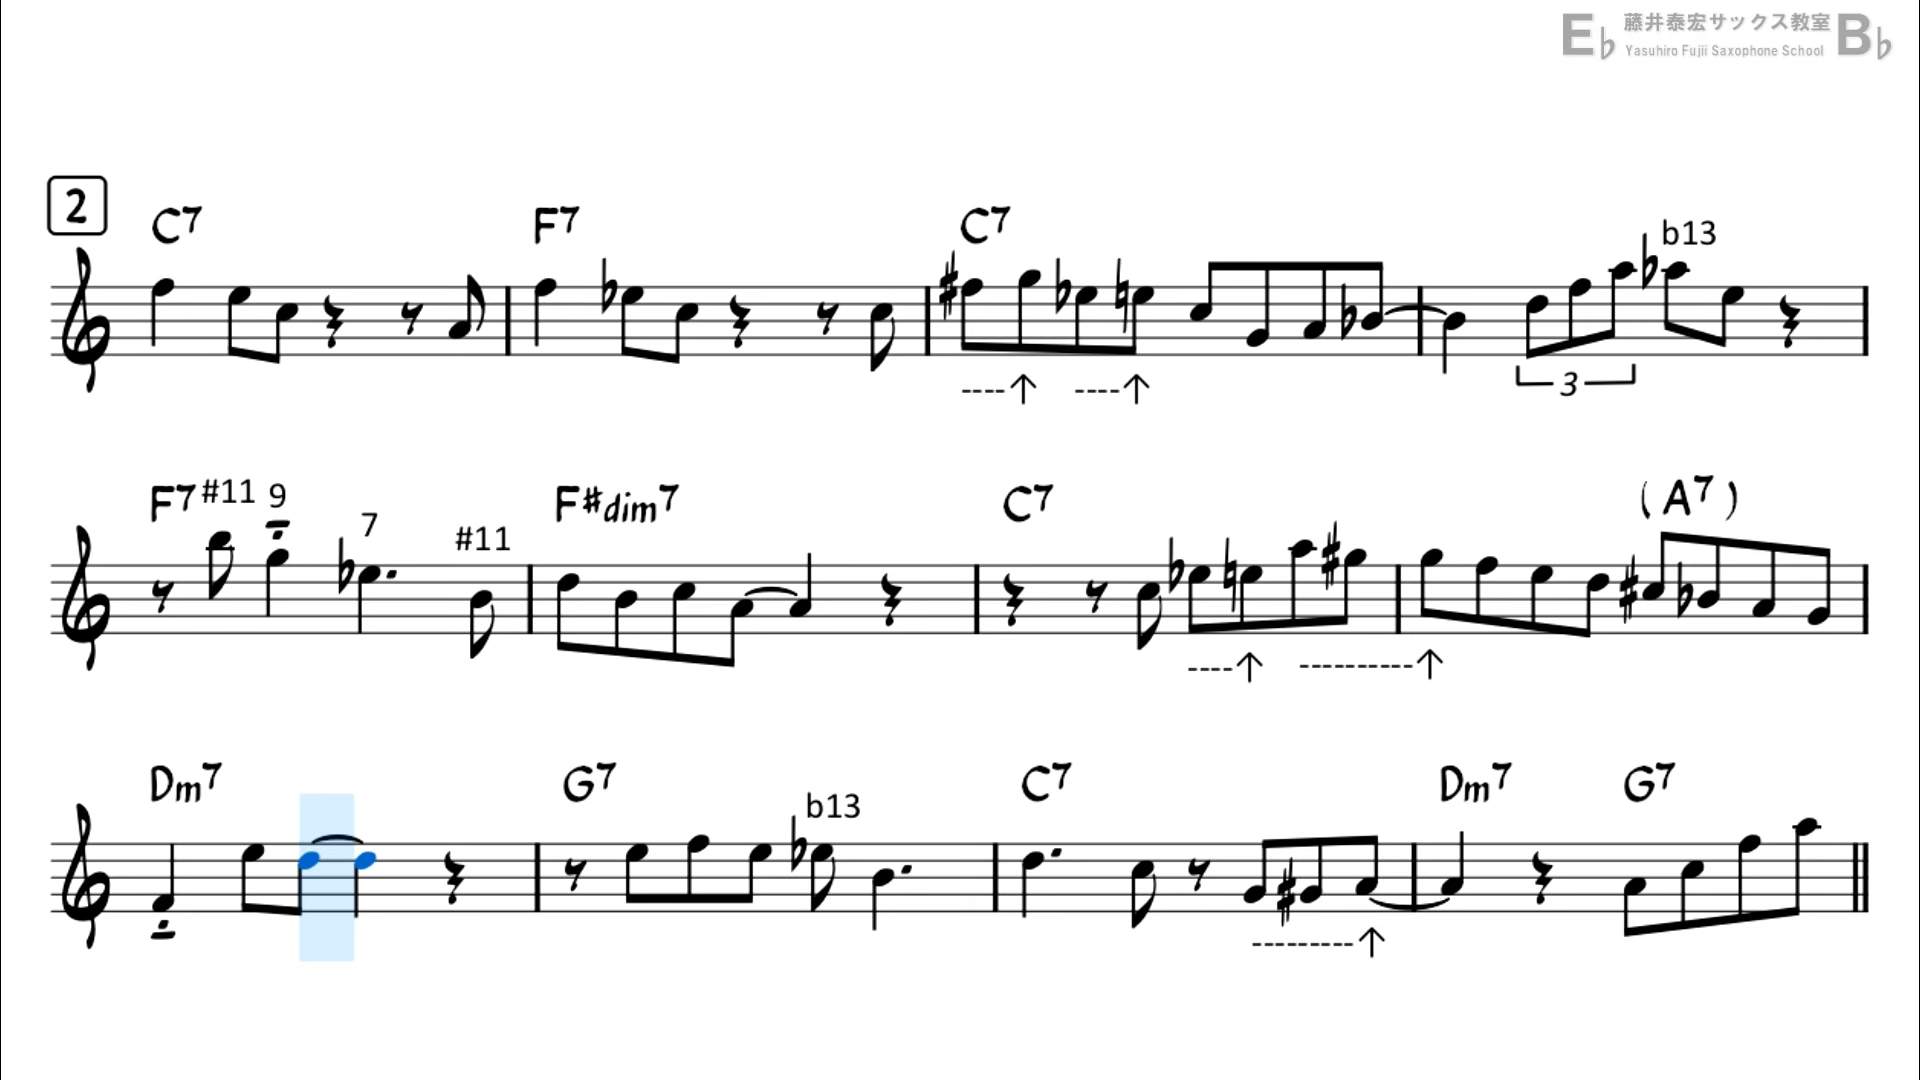 E♭ 藤井泰宏サックス教室 B♭
Yasuhiro Fujii Saxophone School
2
C7 F7 C7 b13
3
F7 #11 9 7 #11 F#dim7 C7 (A7)
Dm7 G7 b13 C7 Dm7 G7